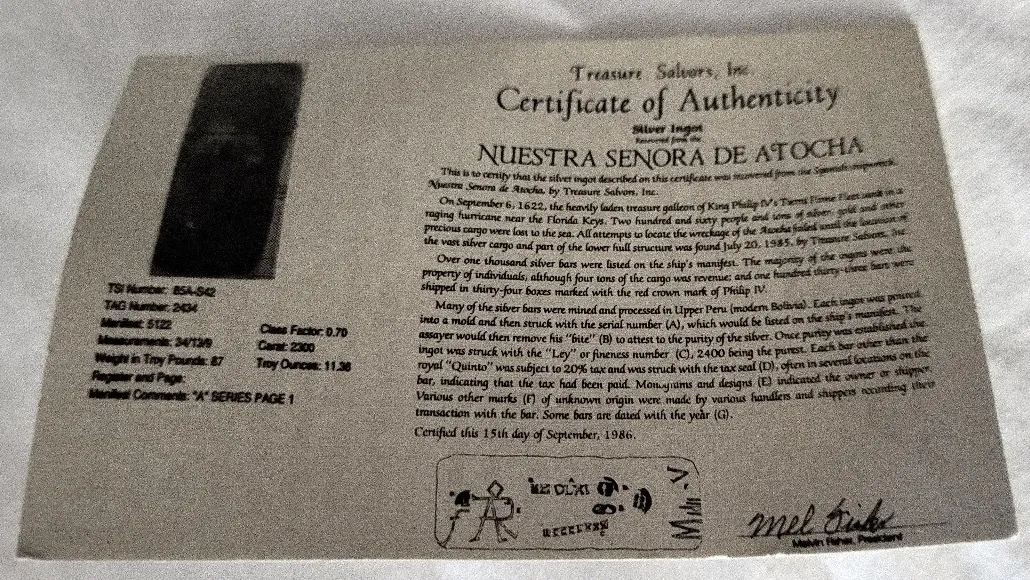 Treasure Salvors, Inc.
Certificate of Authenticity
Silver Ingot
Recovered from the
NUESTRA SENORA DE ATOCHA
This is to certify that the silver ingot described on this certificate was recovered from the Spanish shipwreck
Nuestra Senora de Atocha, by Treasure Salvors, Inc.
On September 6, 1622, the heavily laden treasure galleon of King Philip IV's Tierra Firme Fleet sank in a
raging hurricane near the Florida Keys. Two hundred and sixty people and tons of silver, gold and other
precious cargo were lost to the sea. All attempts to locate the wreckage of the Atocha failed until the location of
the vast silver cargo and part of the lower hull structure was found July 20, 1985, by Treasure Salvors, Inc.
Over one thousand silver bars were listed on the ship's manifest. The majority of the ingots were the
property of individuals, although four tons of the cargo was revenue; and one hundred thirty-three bars were
shipped in thirty-four boxes marked with the red crown mark of Philip IV.
Many of the silver bars were mined and processed in Upper Peru (modern Bolivia). Each ingot was poured
into a mold and then struck with the serial number (A), which would be listed on the ship's manifest. The
assayer would then remove his "bite" (B) to attest to the purity of the silver. Once purity was established the
ingot was struck with the "Ley" or fineness number (C), 2400 being the purest. Each bar other than the
royal "Quinto" was subject to 20% tax and was struck with the tax seal (D), often in several locations on the
bar, indicating that the tax had been paid. Monograms and designs (E) indicated the owner or shipper.
Various other marks (F) of unknown origin were made by various handlers and shippers recording their
transaction with the bar. Some bars are dated with the year (G).
Certified this 15th day of September, 1986.
TSI Number: 85A-S42
TAG Number: 2434
Manifest: 5122
Class Factor: 0.70
Measurements: 34/13/9
Carat: 2300
Weight in Troy Pounds: 87
Troy Ounces: 11.36
Register and Page:
Manifest Comments: "A" SERIES PAGE 1
Mel Fisher
Melvin Fisher, President